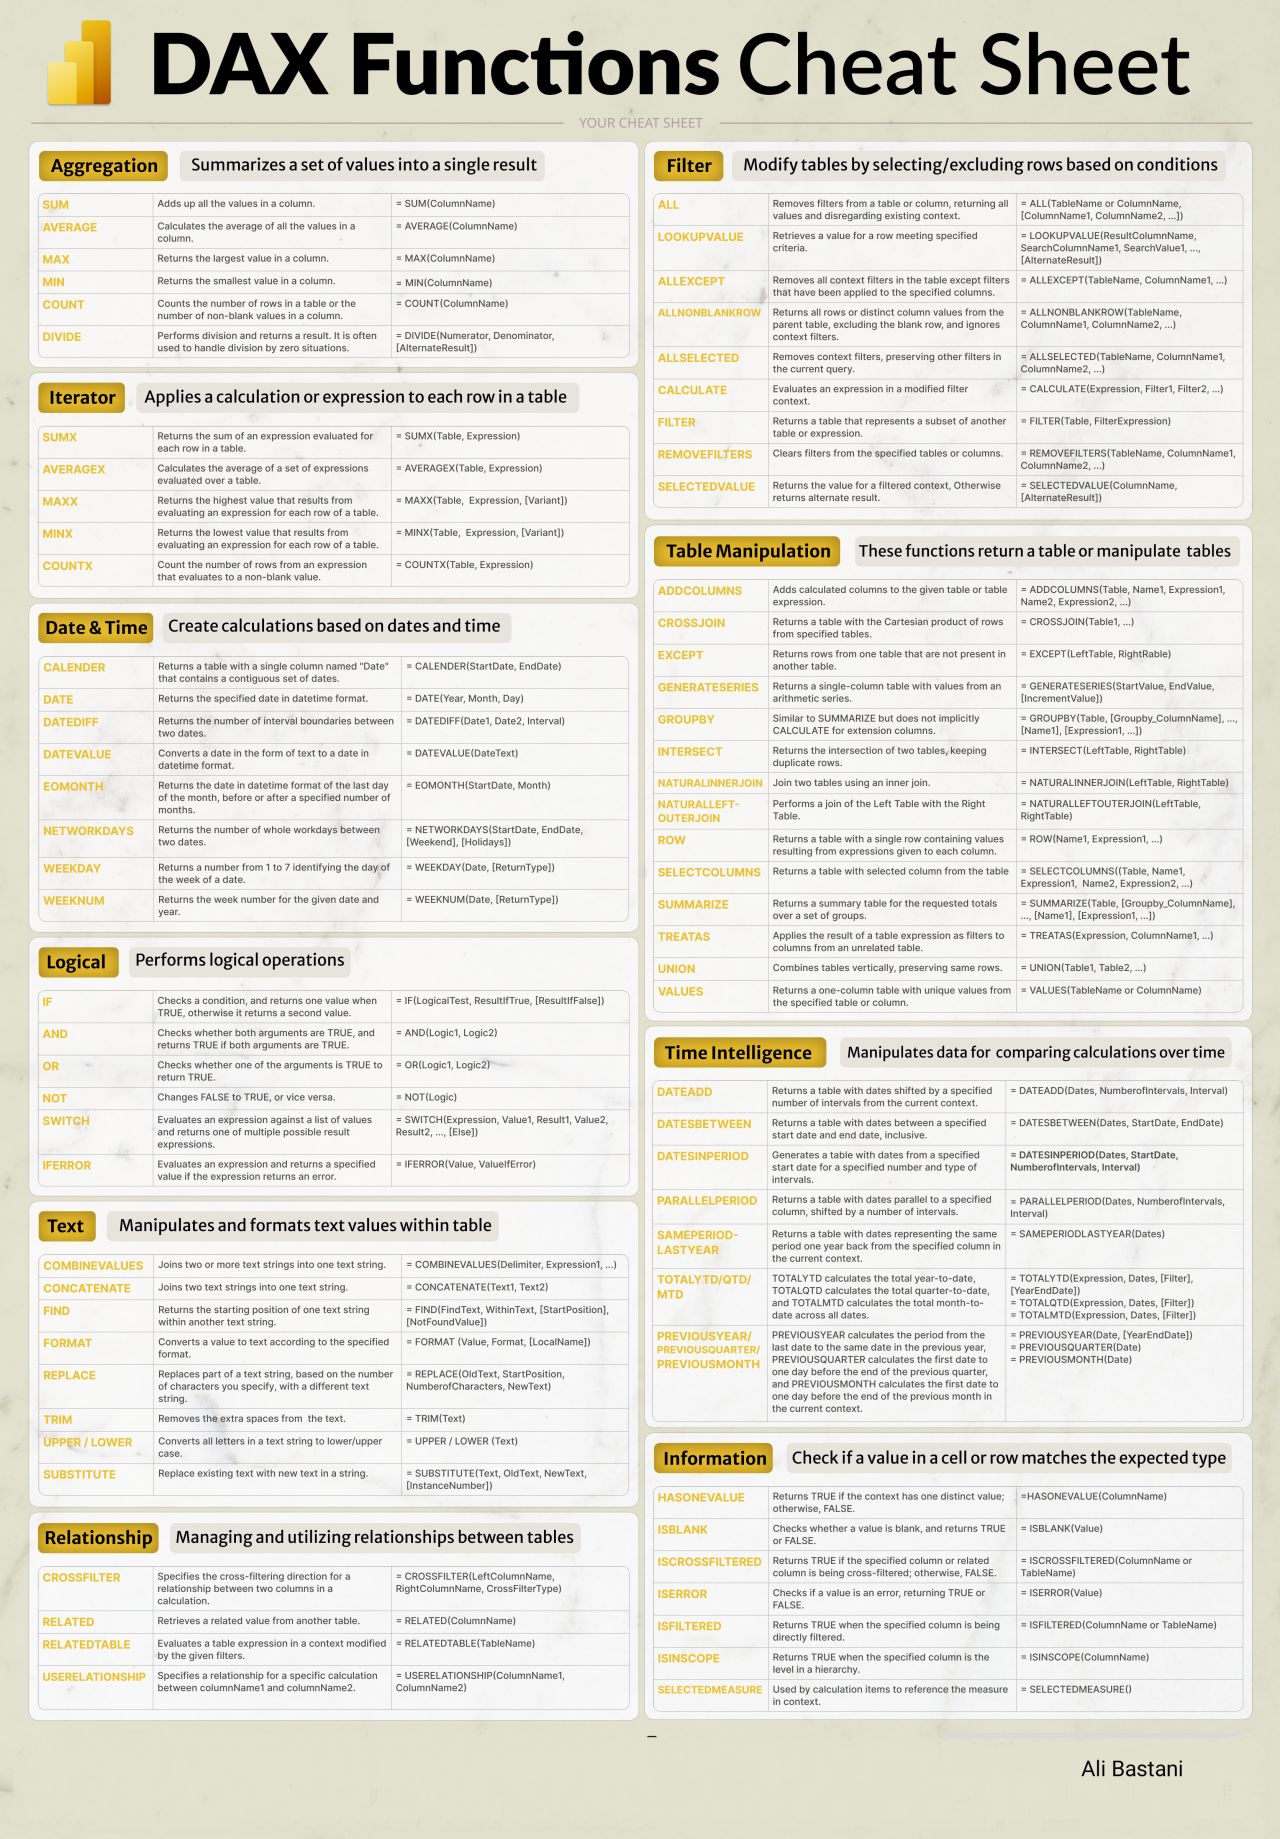 DAX Functions Cheat Sheet
YOUR CHEAT SHEET
Aggregation
Summarizes a set of values into a single result
SUM
Adds up all the values in a column.
= SUM(ColumnName)
AVERAGE
Calculates the average of all the values in a
column.
= AVERAGE(ColumnName)
MAX
Returns the largest value in a column.
= MAX(ColumnName)
MIN
Returns the smallest value in a column.
= MIN(ColumnName)
COUNT
Counts the number of rows in a table or the
number of non-blank values in a column.
= COUNT(ColumnName)
DIVIDE
Performs division and returns a result. It is often
used to handle division by zero situations.
= DIVIDE(Numerator, Denominator,
[AlternateResult])
Iterator
Applies a calculation or expression to each row in a table
SUMX
Returns the sum of an expression evaluated for
each row in a table.
= SUMX(Table, Expression)
AVERAGEX
Calculates the average of a set of expressions
evaluated over a table.
= AVERAGEX(Table, Expression)
MAXX
Returns the highest value that results from
evaluating an expression for each row of a table.
= MAXX(Table,  Expression, [Variant])
MINX
Returns the lowest value that results from
evaluating an expression for each row of a table.
= MINX(Table,  Expression, [Variant])
COUNTX
Count the number of rows from an expression
that evaluates to a non-blank value.
= COUNTX(Table, Expression)
Date & Time
Create calculations based on dates and time
CALENDER
Returns a table with a single column named "Date"
that contains a contiguous set of dates.
= CALENDER(StartDate, EndDate)
DATE
Returns the specified date in datetime format.
= DATE(Year, Month, Day)
DATEDIFF
Returns the number of interval boundaries between
two dates.
= DATEDIFF(Date1, Date2, Interval)
DATEVALUE
Converts a date in the form of text to a date in
datetime format.
= DATEVALUE(DateText)
EOMONTH
Returns the date in datetime format of the last day
of the month, before or after a specified number of
months.
= EOMONTH(StartDate, Month)
NETWORKDAYS
Returns the number of whole workdays between
two dates.
= NETWORKDAYS(StartDate, EndDate,
[Weekend], [Holidays])
WEEKDAY
Returns a number from 1 to 7 identifying the day of
the week of a date.
= WEEKDAY(Date, [ReturnType])
WEEKNUM
Returns the week number for the given date and
year.
= WEEKNUM(Date, [ReturnType])
Logical
Performs logical operations
IF
Checks a condition, and returns one value when
TRUE, otherwise it returns a second value.
= IF(LogicalTest, ResultIfTrue, [ResultIfFalse])
AND
Checks whether both arguments are TRUE, and
returns TRUE if both arguments are TRUE.
= AND(Logic1, Logic2)
OR
Checks whether one of the arguments is TRUE to
return TRUE.
= OR(Logic1, Logic2)
NOT
Changes FALSE to TRUE, or vice versa.
= NOT(Logic)
SWITCH
Evaluates an expression against a list of values
and returns one of multiple possible result
expressions.
= SWITCH(Expression, Value1, Result1, Value2,
Result2, ..., [Else])
IFERROR
Evaluates an expression and returns a specified
value if the expression returns an error.
= IFERROR(Value, ValueIfError)
Text
Manipulates and formats text values within table
COMBINEVALUES
Joins two or more text strings into one text string.
= COMBINEVALUES(Delimiter, Expression1, ...)
CONCATENATE
Joins two text strings into one text string.
= CONCATENATE(Text1, Text2)
FIND
Returns the starting position of one text string
within another text string.
= FIND(FindText, WithinText, [StartPosition],
[NotFoundValue])
FORMAT
Converts a value to text according to the specified
format.
= FORMAT (Value, Format, [LocalName])
REPLACE
Replaces part of a text string, based on the number
of characters you specify, with a different text
string.
= REPLACE(OldText, StartPosition,
NumberofCharacters, NewText)
TRIM
Removes the extra spaces from  the text.
= TRIM(Text)
UPPER / LOWER
Converts all letters in a text string to lower/upper
case.
= UPPER / LOWER (Text)
SUBSTITUTE
Replace existing text with new text in a string.
= SUBSTITUTE(Text, OldText, NewText,
[InstanceNumber])
Relationship
Managing and utilizing relationships between tables
CROSSFILTER
Specifies the cross-filtering direction for a
relationship between two columns in a
calculation.
= CROSSFILTER(LeftColumnName,
RightColumnName, CrossFilterType)
RELATED
Retrieves a related value from another table.
= RELATED(ColumnName)
RELATEDTABLE
Evaluates a table expression in a context modified
by the given filters.
= RELATEDTABLE(TableName)
USERELATIONSHIP
Specifies a relationship for a specific calculation
between columnName1 and columnName2.
= USERELATIONSHIP(ColumnName1,
ColumnName2)
Filter
Modify tables by selecting/excluding rows based on conditions
ALL
Removes filters from a table or column, returning all
values and disregarding existing context.
= ALL(TableName or ColumnName,
[ColumnName1, ColumnName2, ...])
LOOKUPVALUE
Retrieves a value for a row meeting specified
criteria.
= LOOKUPVALUE(ResultColumnName,
SearchColumnName1, SearchValue1, ...,
[AlternateResult])
ALLEXCEPT
Removes all context filters in the table except filters
that have been applied to the specified columns.
= ALLEXCEPT(TableName, ColumnName1, ...)
ALLNONBLANKROW
Returns all rows or distinct column values from the
parent table, excluding the blank row, and ignores
context filters.
= ALLNONBLANKROW(TableName,
ColumnName1, ColumnName2, ...)
ALLSELECTED
Removes context filters, preserving other filters in
the current query.
= ALLSELECTED(TableName, ColumnName1,
ColumnName2, ...)
CALCULATE
Evaluates an expression in a modified filter
context.
= CALCULATE(Expression, Filter1, Filter2, ...)
FILTER
Returns a table that represents a subset of another
table or expression.
= FILTER(Table, FilterExpression)
REMOVEFILTERS
Clears filters from the specified tables or columns.
= REMOVEFILTERS(TableName, ColumnName1,
ColumnName2, ...)
SELECTEDVALUE
Returns the value for a filtered context, Otherwise
returns alternate result.
= SELECTEDVALUE(ColumnName,
[AlternateResult])
Table Manipulation
These functions return a table or manipulate  tables
ADDCOLUMNS
Adds calculated columns to the given table or table
expression.
= ADDCOLUMNS(Table, Name1, Expression1,
Name2, Expression2, ...)
CROSSJOIN
Returns a table with the Cartesian product of rows
from specified tables.
= CROSSJOIN(Table1, ...)
EXCEPT
Returns rows from one table that are not present in
another table.
= EXCEPT(LeftTable, RightRable)
GENERATESERIES
Returns a single-column table with values from an
arithmetic series.
= GENERATESERIES(StartValue, EndValue,
[IncrementValue])
GROUPBY
Similar to SUMMARIZE but does not implicitly
CALCULATE for extension columns.
= GROUPBY(Table, [Groupby_ColumnName], ...,
[Name1], [Expression1, ...])
INTERSECT
Returns the intersection of two tables, keeping
duplicate rows.
= INTERSECT(LeftTable, RightTable)
NATURALINNERJOIN
Join two tables using an inner join.
= NATURALINNERJOIN(LeftTable, RightTable)
NATURALLEFT-
OUTERJOIN
Performs a join of the Left Table with the Right
Table.
= NATURALLEFTOUTERJOIN(LeftTable,
RightTable)
ROW
Returns a table with a single row containing values
resulting from expressions given to each column.
= ROW(Name1, Expression1, ...)
SELECTCOLUMNS
Returns a table with selected column from the table
= SELECTCOLUMNS((Table, Name1,
Expression1,  Name2, Expression2, ...)
SUMMARIZE
Returns a summary table for the requested totals
over a set of groups.
= SUMMARIZE(Table, [Groupby_ColumnName],
..., [Name1], [Expression1, ...])
TREATAS
Applies the result of a table expression as filters to
columns from an unrelated table.
= TREATAS(Expression, ColumnName1, ...)
UNION
Combines tables vertically, preserving same rows.
= UNION(Table1, Table2, ...)
VALUES
Returns a one-column table with unique values from
the specified table or column.
= VALUES(TableName or ColumnName)
Time Intelligence
Manipulates data for  comparing calculations over time
DATEADD
Returns a table with dates shifted by a specified
number of intervals from the current context.
= DATEADD(Dates, NumberofIntervals, Interval)
DATESBETWEEN
Returns a table with dates between a specified
start date and end date, inclusive.
= DATESBETWEEN(Dates, StartDate, EndDate)
DATESINPERIOD
Generates a table with dates from a specified
start date for a specified number and type of
intervals.
= DATESINPERIOD(Dates, StartDate,
NumberofIntervals, Interval)
PARALLELPERIOD
Returns a table with dates parallel to a specified
column, shifted by a number of intervals.
= PARALLELPERIOD(Dates, NumberofIntervals,
Interval)
SAMEPERIOD-
LASTYEAR
Returns a table with dates representing the same
period one year back from the specified column in
the current context.
= SAMEPERIODLASTYEAR(Dates)
TOTALYTD/QTD/
MTD
TOTALYTD calculates the total year-to-date,
TOTALQTD calculates the total quarter-to-date,
and TOTALMTD calculates the total month-to-
date across all dates.
= TOTALYTD(Expression, Dates, [Filter],
[YearEndDate])
= TOTALQTD(Expression, Dates, [Filter])
= TOTALMTD(Expression, Dates, [Filter])
PREVIOUSYEAR/
PREVIOUSQUARTER/
PREVIOUSMONTH
PREVIOUSYEAR calculates the period from the
last date to the same date in the previous year,
PREVIOUSQUARTER calculates the first date to
one day before the end of the previous quarter,
and PREVIOUSMONTH calculates the first date to
one day before the end of the previous month in
the current context.
= PREVIOUSYEAR(Date, [YearEndDate])
= PREVIOUSQUARTER(Date)
= PREVIOUSMONTH(Date)
Information
Check if a value in a cell or row matches the expected type
HASONEVALUE
Returns TRUE if the context has one distinct value;
otherwise, FALSE.
=HASONEVALUE(ColumnName)
ISBLANK
Checks whether a value is blank, and returns TRUE
or FALSE.
= ISBLANK(Value)
ISCROSSFILTERED
Returns TRUE if the specified column or related
column is being cross-filtered; otherwise, FALSE.
= ISCROSSFILTERED(ColumnName or
TableName)
ISERROR
Checks if a value is an error, returning TRUE or
FALSE.
= ISERROR(Value)
ISFILTERED
Returns TRUE when the specified column is being
directly filtered.
= ISFILTERED(ColumnName or TableName)
ISINSCOPE
Returns TRUE when the specified column is the
level in a hierarchy.
= ISINSCOPE(ColumnName)
SELECTEDMEASURE
Used by calculation items to reference the measure
in context.
= SELECTEDMEASURE()
–
Ali Bastani